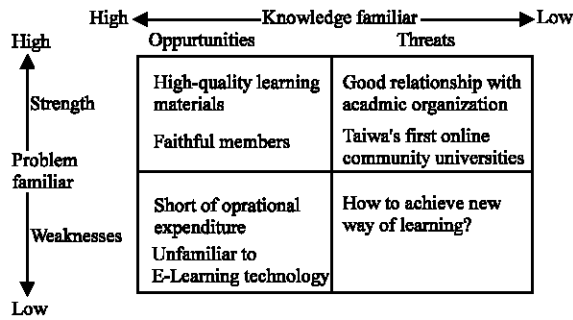 High Knowledge familiar Low
High Oppurtunities Threats
Strength
High-quality learning
materials
Faithful members
Good relationship with
acadmic organization
Taiwa's first online
community universities
Problem
familiar
Weaknesses
Short of oprational
expenditure
Unfamiliar to
E-Learning technology
How to achieve new
way of learning?
Low